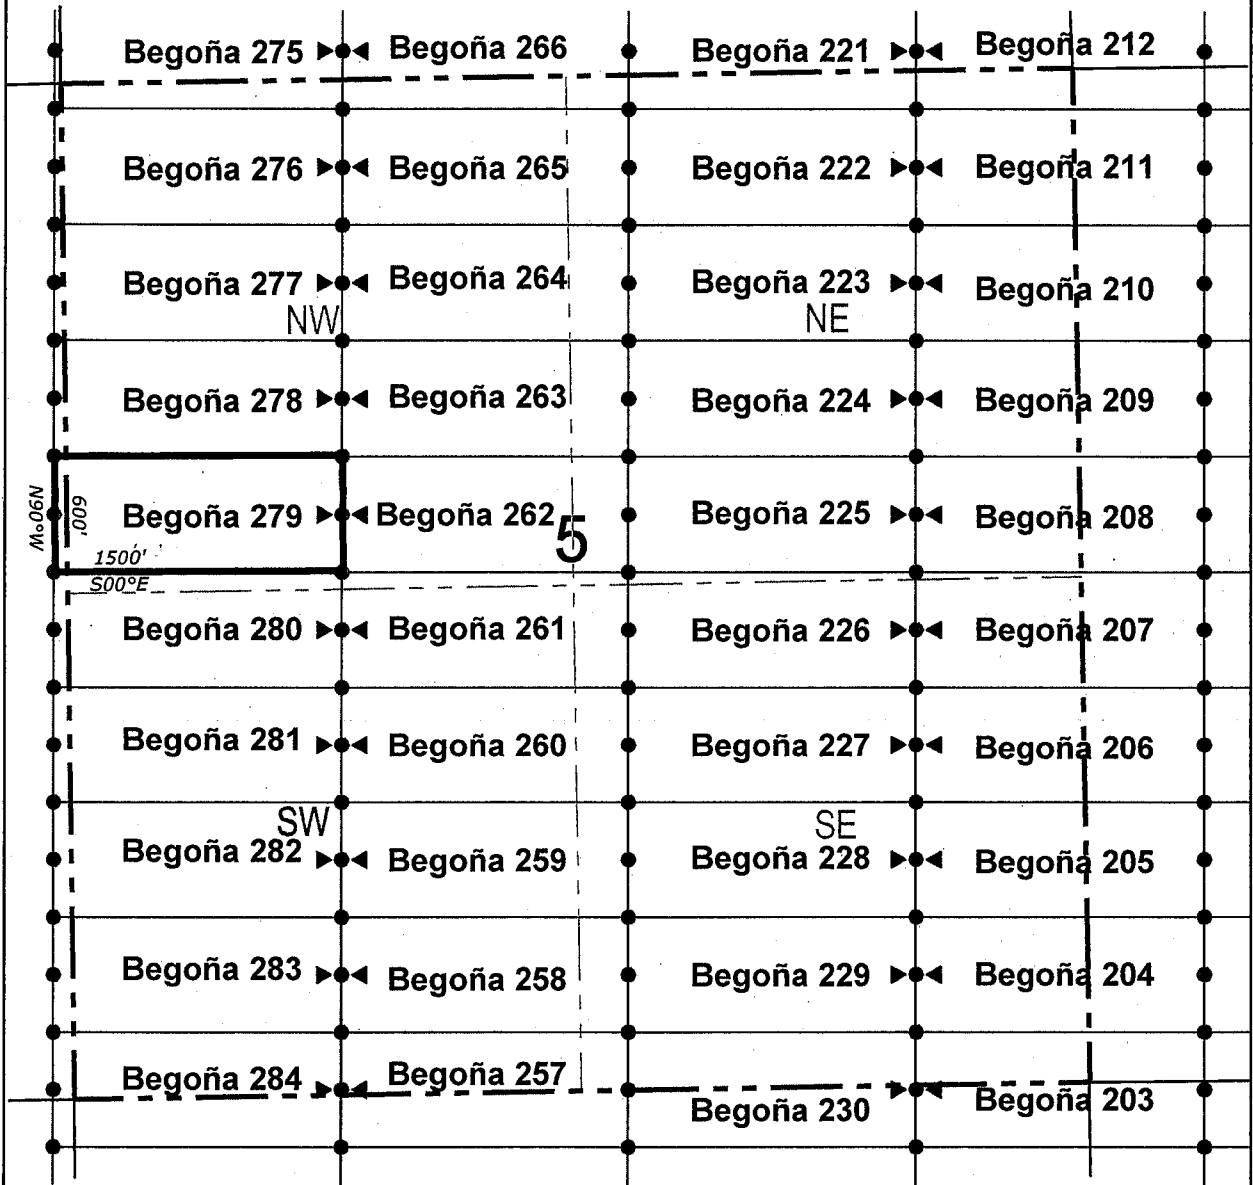 Begoña 275 Begoña 266 Begoña 221 Begoña 212
Begoña 276 Begoña 265 Begoña 222 Begoña 211
Begoña 277 Begoña 264 Begoña 223 Begoña 210
NW NE
Begoña 278 Begoña 263 Begoña 224 Begoña 209
N90°W 600' Begoña 279 Begoña 262 5 Begoña 225 Begoña 208
1500'
S00°E
Begoña 280 Begoña 261 Begoña 226 Begoña 207
Begoña 281 Begoña 260 Begoña 227 Begoña 206
SW SE
Begoña 282 Begoña 259 Begoña 228 Begoña 205
Begoña 283 Begoña 258 Begoña 229 Begoña 204
Begoña 284 Begoña 257 Begoña 230 Begoña 203